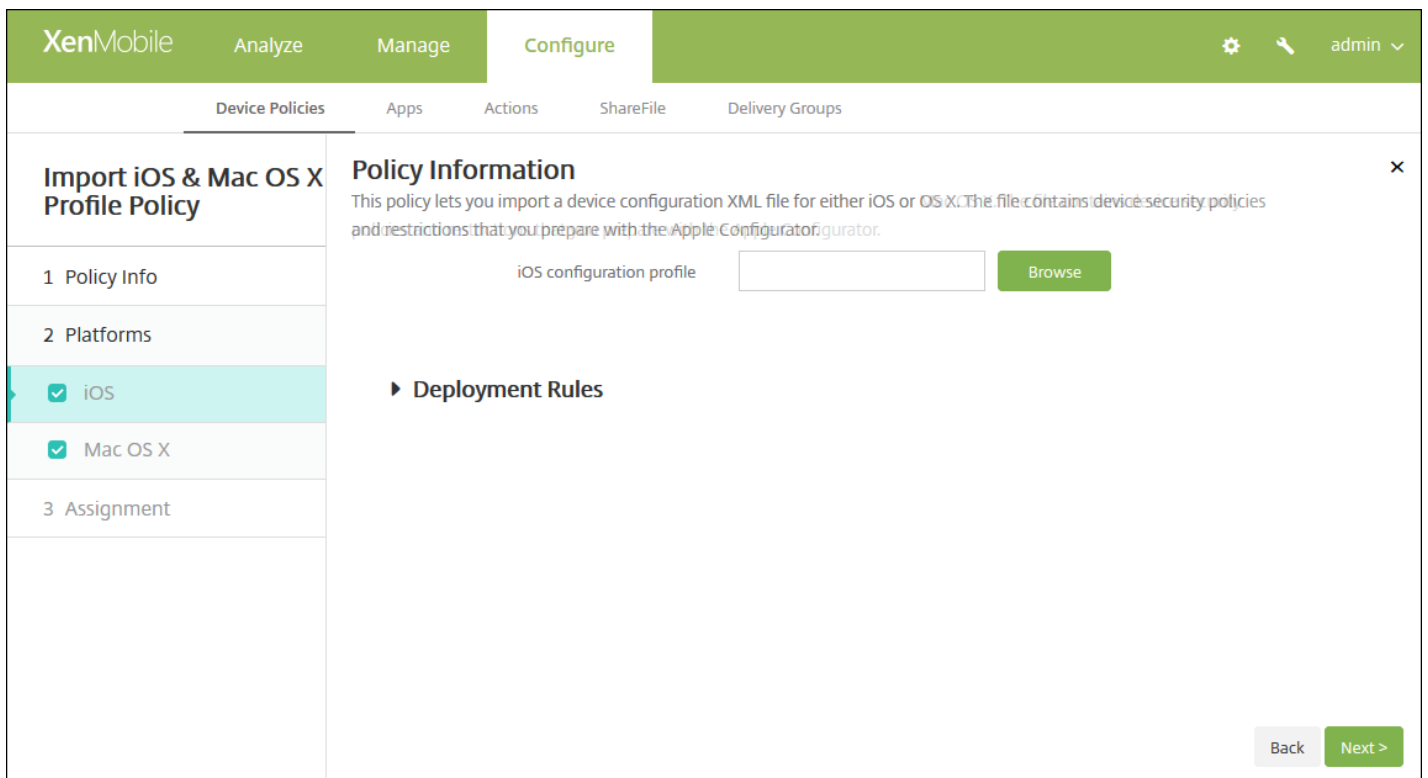 XenMobile Analyze Manage Configure admin
Device Policies Apps Actions ShareFile Delivery Groups
Import iOS & Mac OS X
Profile Policy
1 Policy Info
2 Platforms
iOS
Mac OS X
3 Assignment
Policy Information
This policy lets you import a device configuration XML file for either iOS or OS X. The file contains device security policies
and restrictions that you prepare with the Apple Configurator.
iOS configuration profile Browse
Deployment Rules
Back Next >